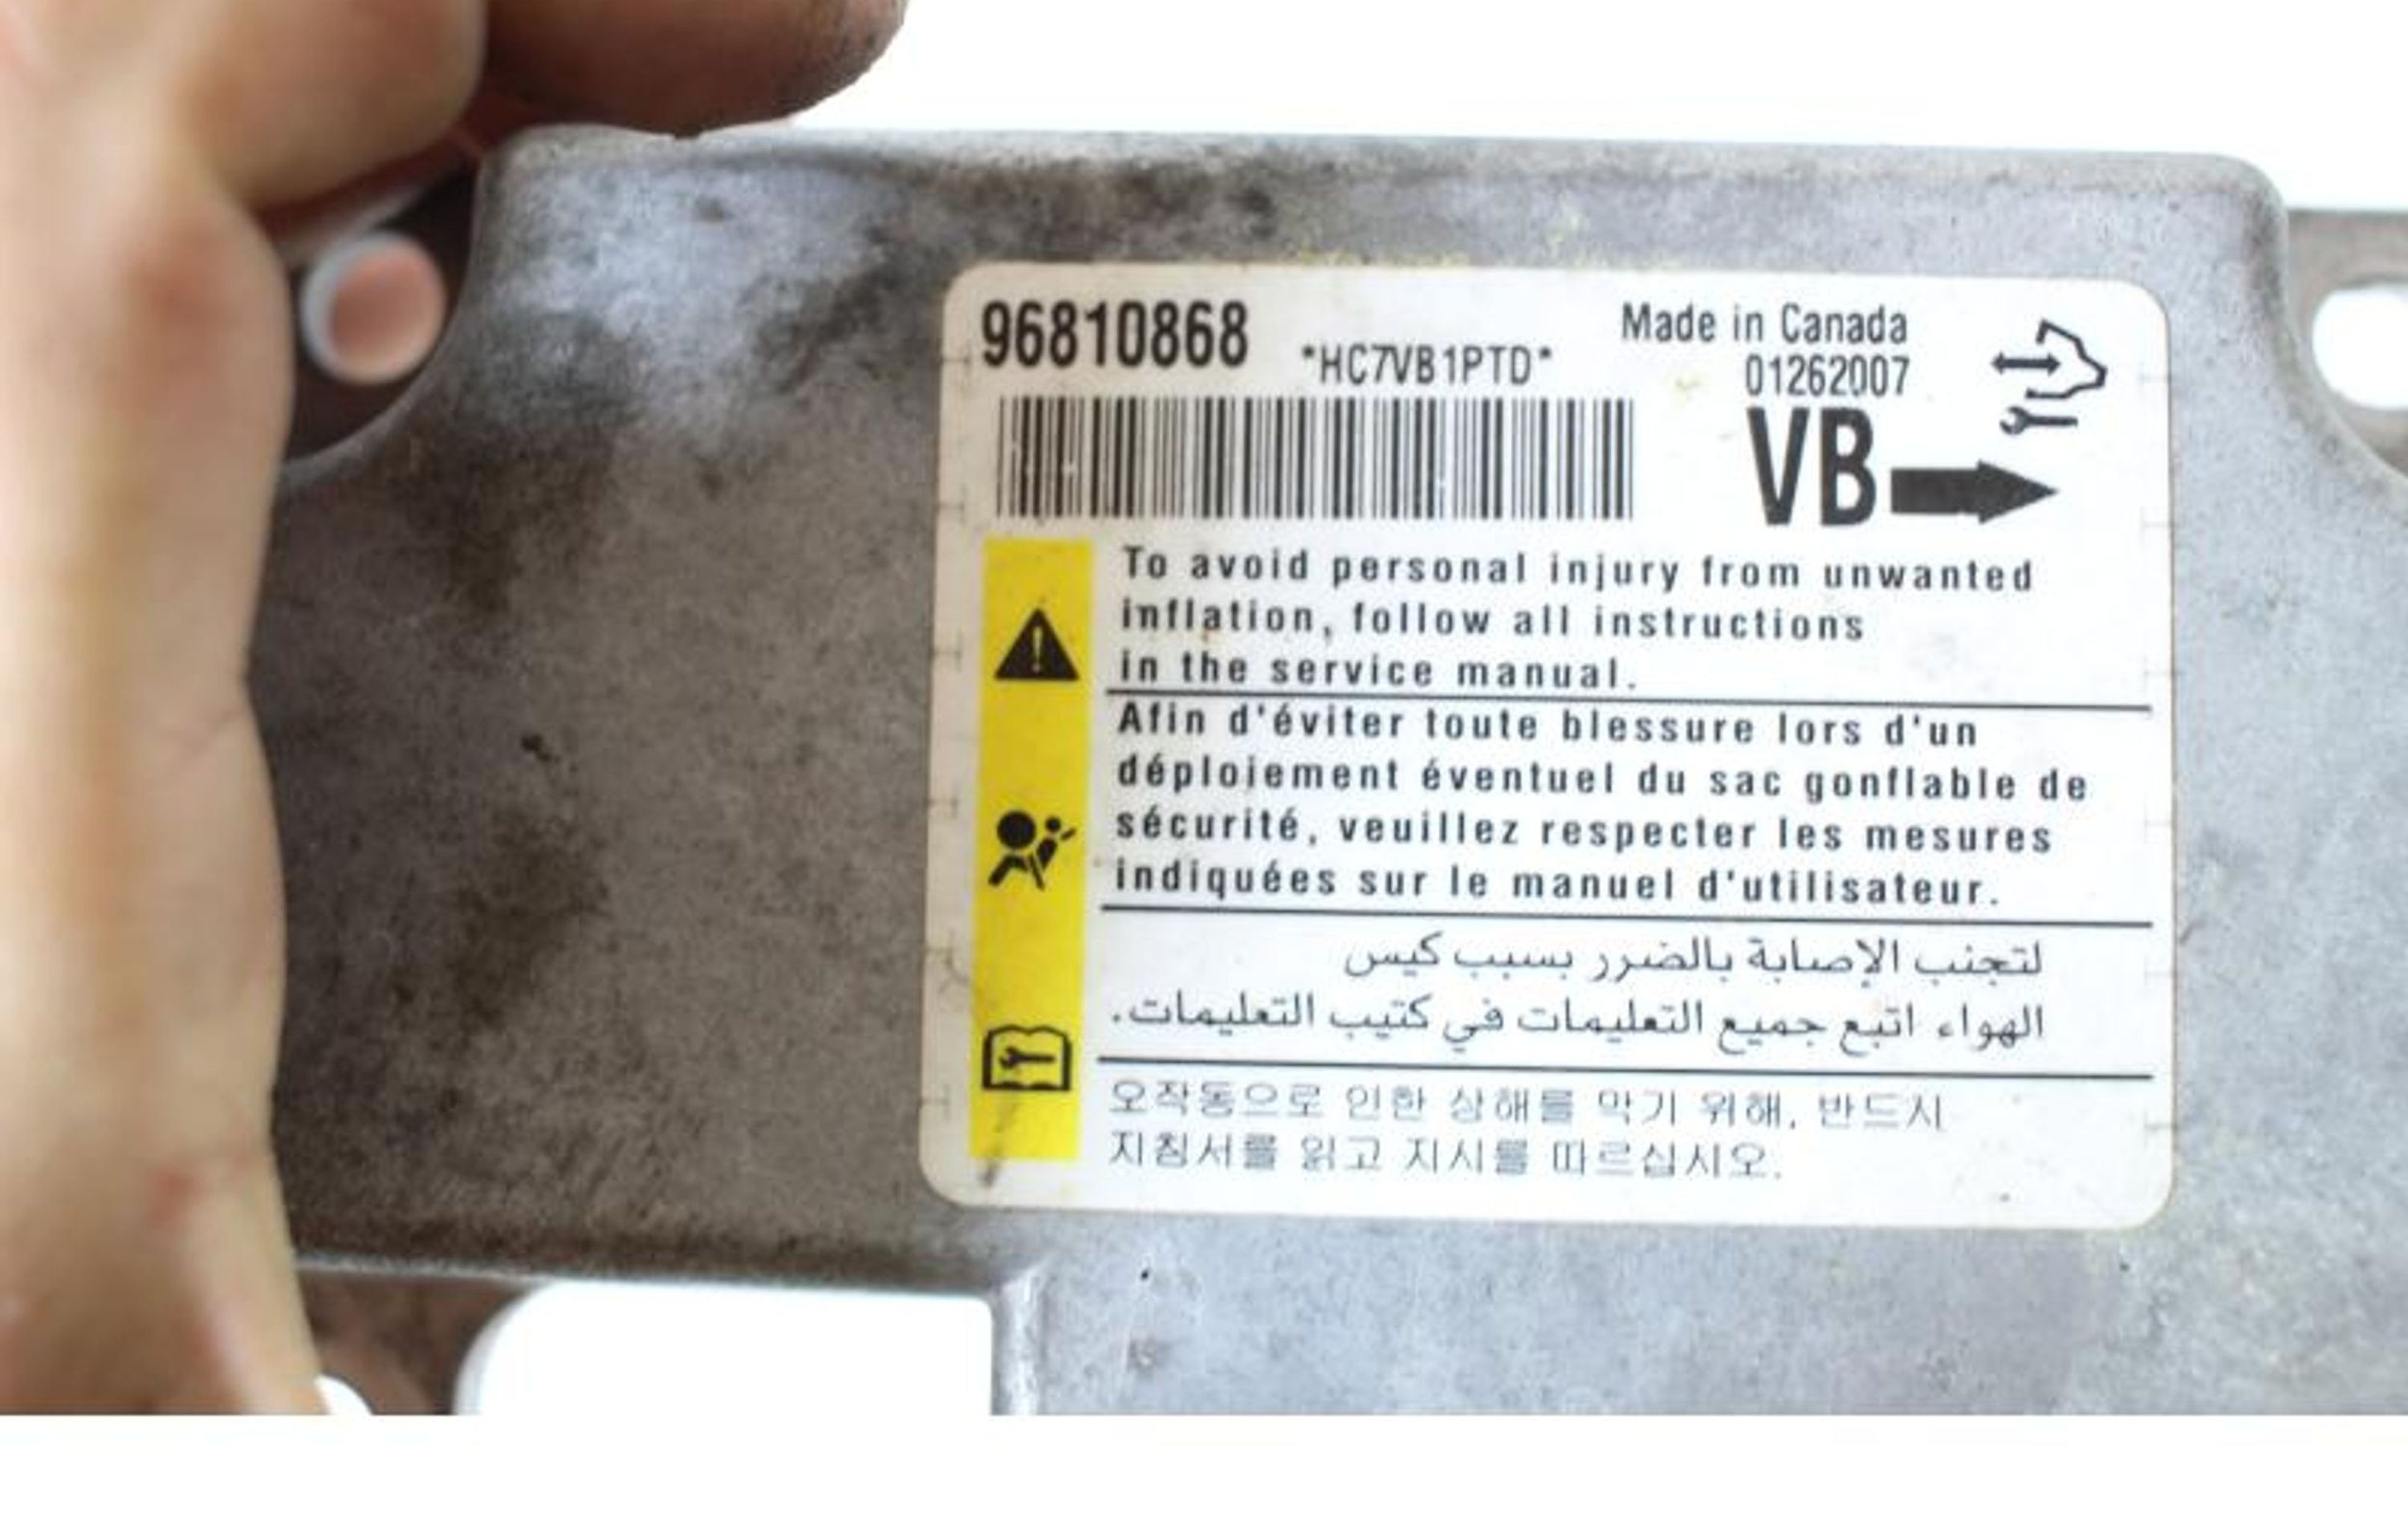 96810868
*HC7VB1PTD*
Made in Canada
01262007
VB
To avoid personal injury from unwanted
inflation, follow all instructions
in the service manual.
Afin d'éviter toute blessure lors d'un
déploiement éventuel du sac gonflable de
sécurité, veuillez respecter les mesures
indiquées sur le manuel d'utilisateur.
لتجنب الإصابة بالضرر بسبب كيس
الهواء اتبع جميع التعليمات في كتيب التعليمات.
오작동으로 인한 상해를 막기 위해, 반드시
지침서를 읽고 지시를 따르십시오.